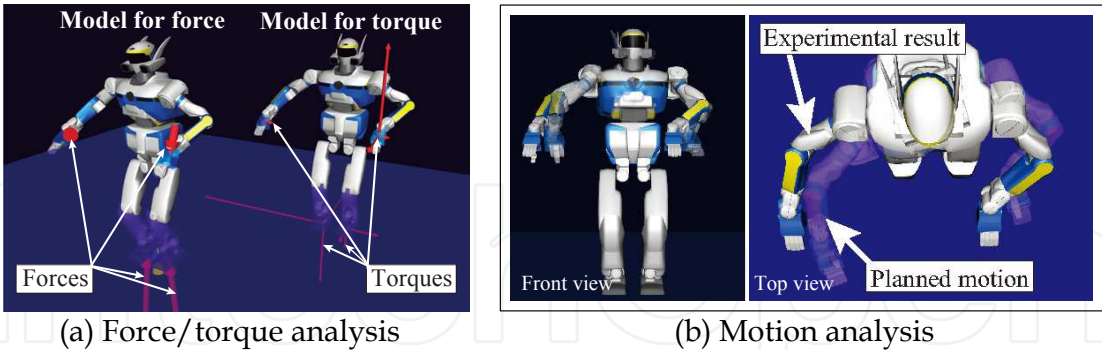 Model for force
Model for torque
Forces
Torques
(a) Force/torque analysis
Experimental result
Front view
Top view
Planned motion
(b) Motion analysis